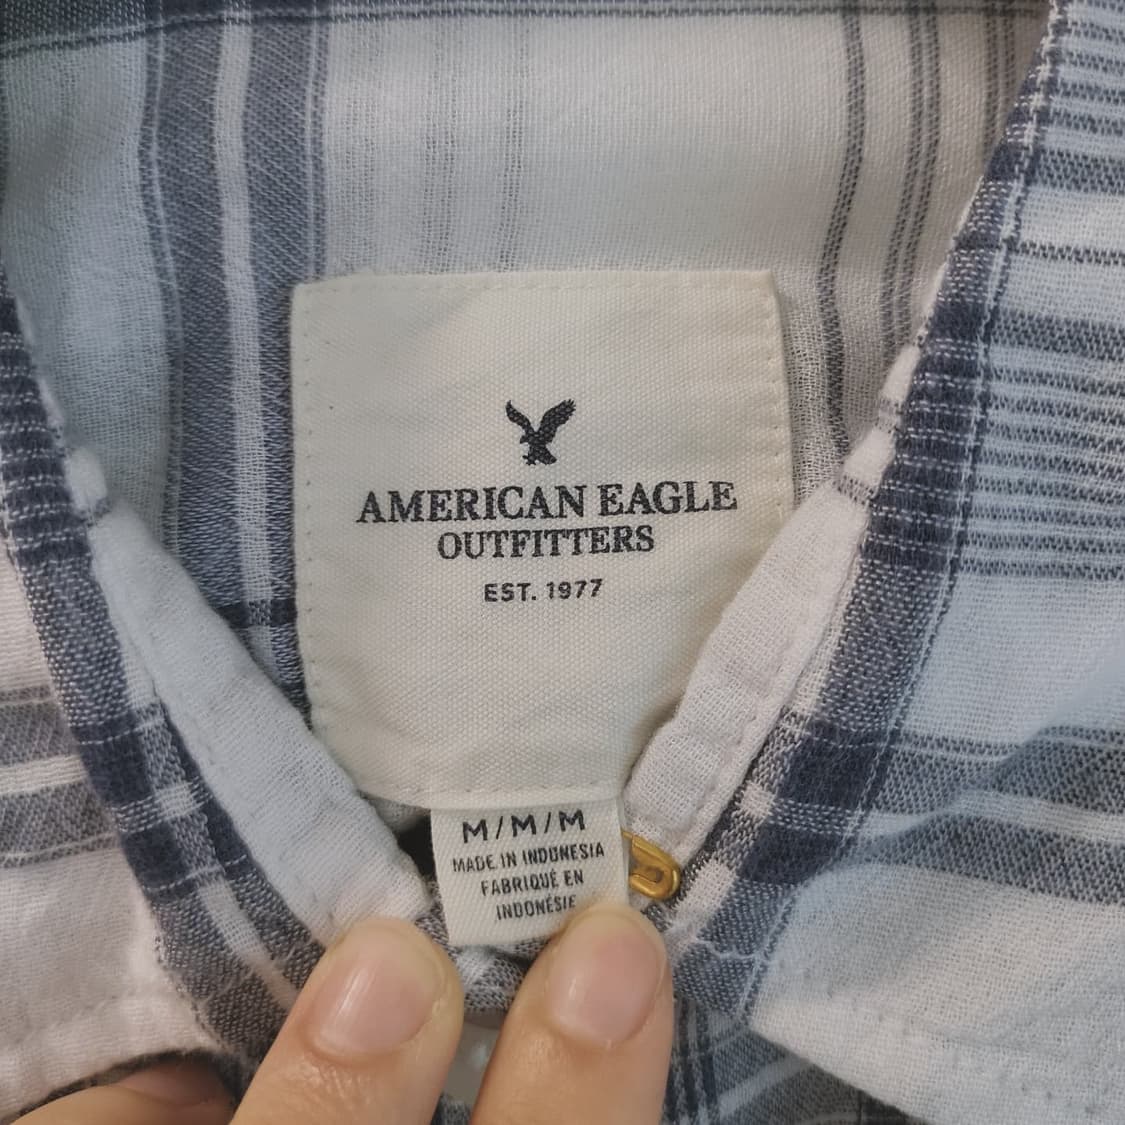 AMERICAN EAGLE
OUTFITTERS
EST. 1977
M/M/M
MADE IN INDONESIA
FABRIQUÉ EN
INDONÉSIE